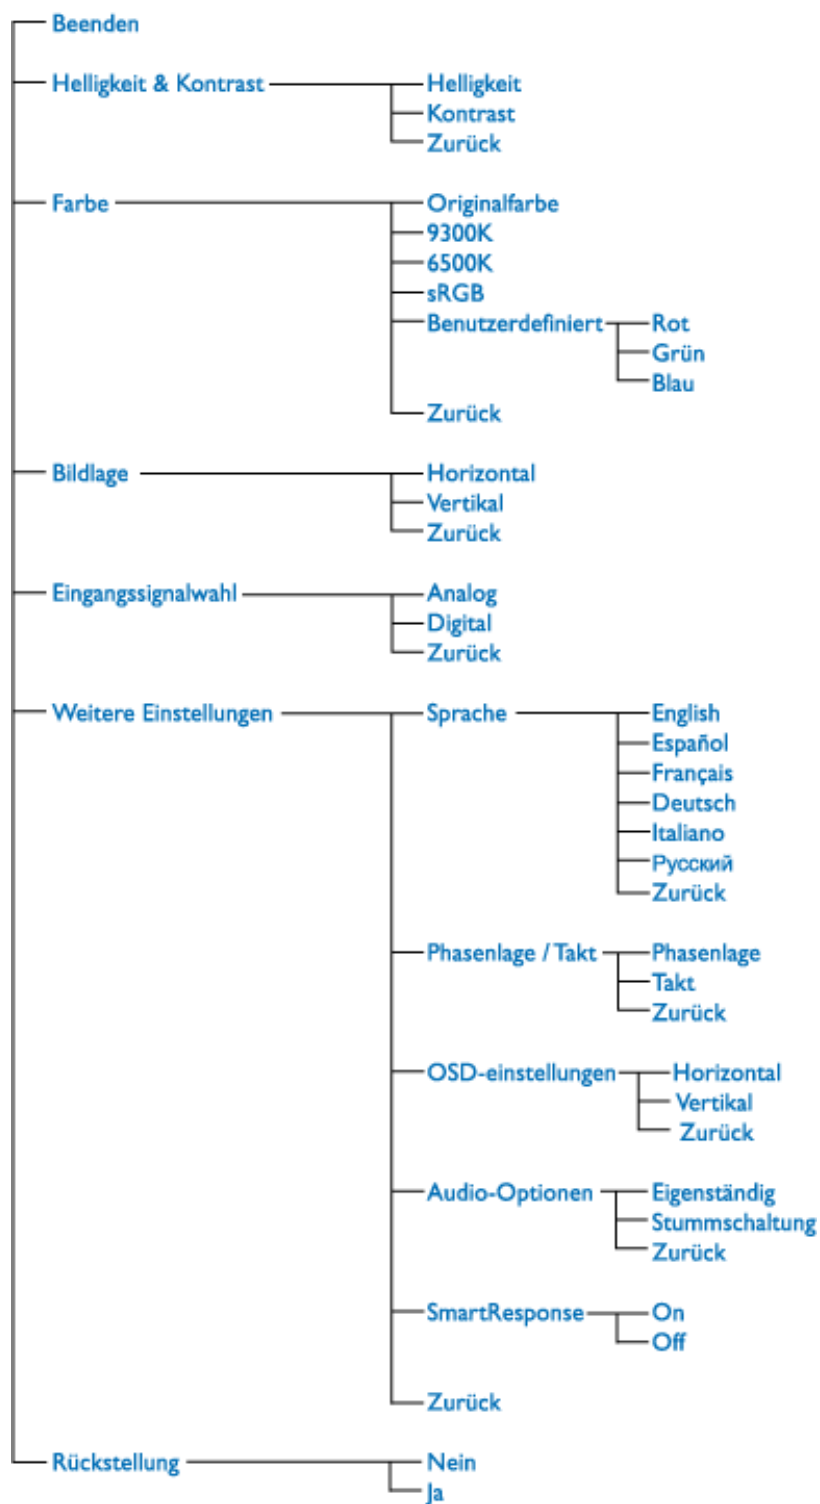 Beenden
Helligkeit & Kontrast Helligkeit
Kontrast
Zurück
Farbe Originalfarbe
9300K
6500K
sRGB
Benutzerdefiniert Rot
Grün
Blau
Zurück
Bildlage Horizontal
Vertikal
Zurück
Eingangssignalwahl Analog
Digital
Zurück
Weitere Einstellungen Sprache English
Español
Français
Deutsch
Italiano
Русский
Zurück
Phasenlage / Takt Phasenlage
Takt
Zurück
OSD-einstellungen Horizontal
Vertikal
Zurück
Audio-Optionen Eigenständig
Stummschaltung
Zurück
SmartResponse On
Off
Zurück
Rückstellung Nein
Ja